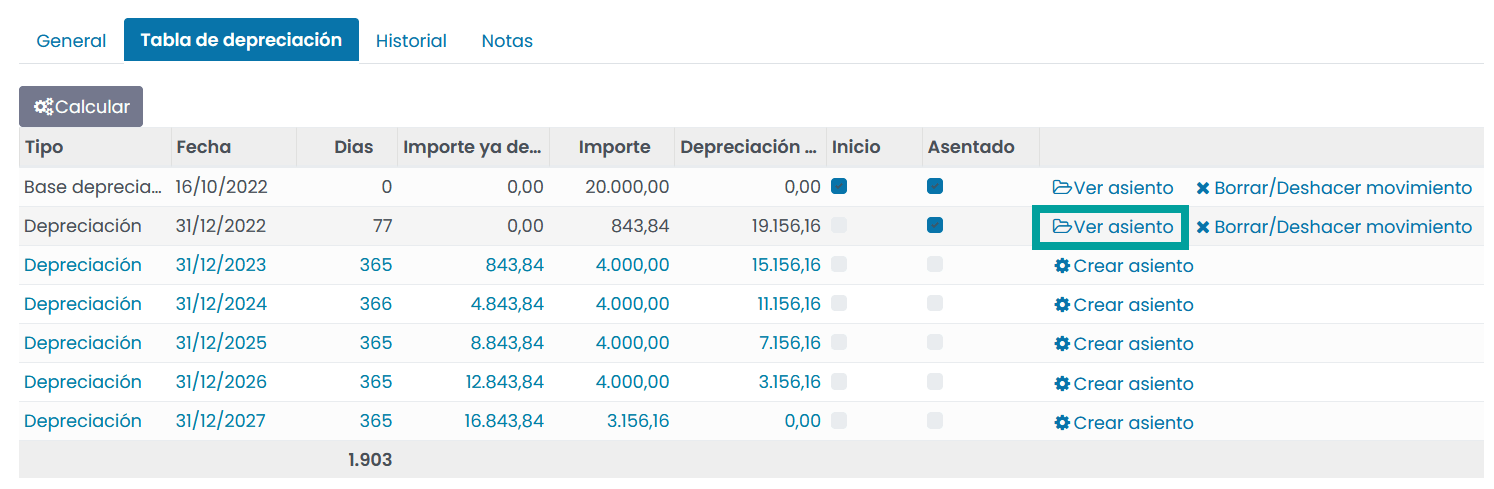 General Tabla de depreciación Historial Notas
Calcular
Tipo Fecha Dias Importe ya de... Importe Depreciación ... Inicio Asentado
Base deprecia... 16/10/2022 0 0,00 20.000,00 0,00 Ver asiento Borrar/Deshacer movimiento
Depreciación 31/12/2022 77 0,00 843,84 19.156,16 Ver asiento Borrar/Deshacer movimiento
Depreciación 31/12/2023 365 843,84 4.000,00 15.156,16 Crear asiento
Depreciación 31/12/2024 366 4.843,84 4.000,00 11.156,16 Crear asiento
Depreciación 31/12/2025 365 8.843,84 4.000,00 7.156,16 Crear asiento
Depreciación 31/12/2026 365 12.843,84 4.000,00 3.156,16 Crear asiento
Depreciación 31/12/2027 365 16.843,84 3.156,16 0,00 Crear asiento
1.903